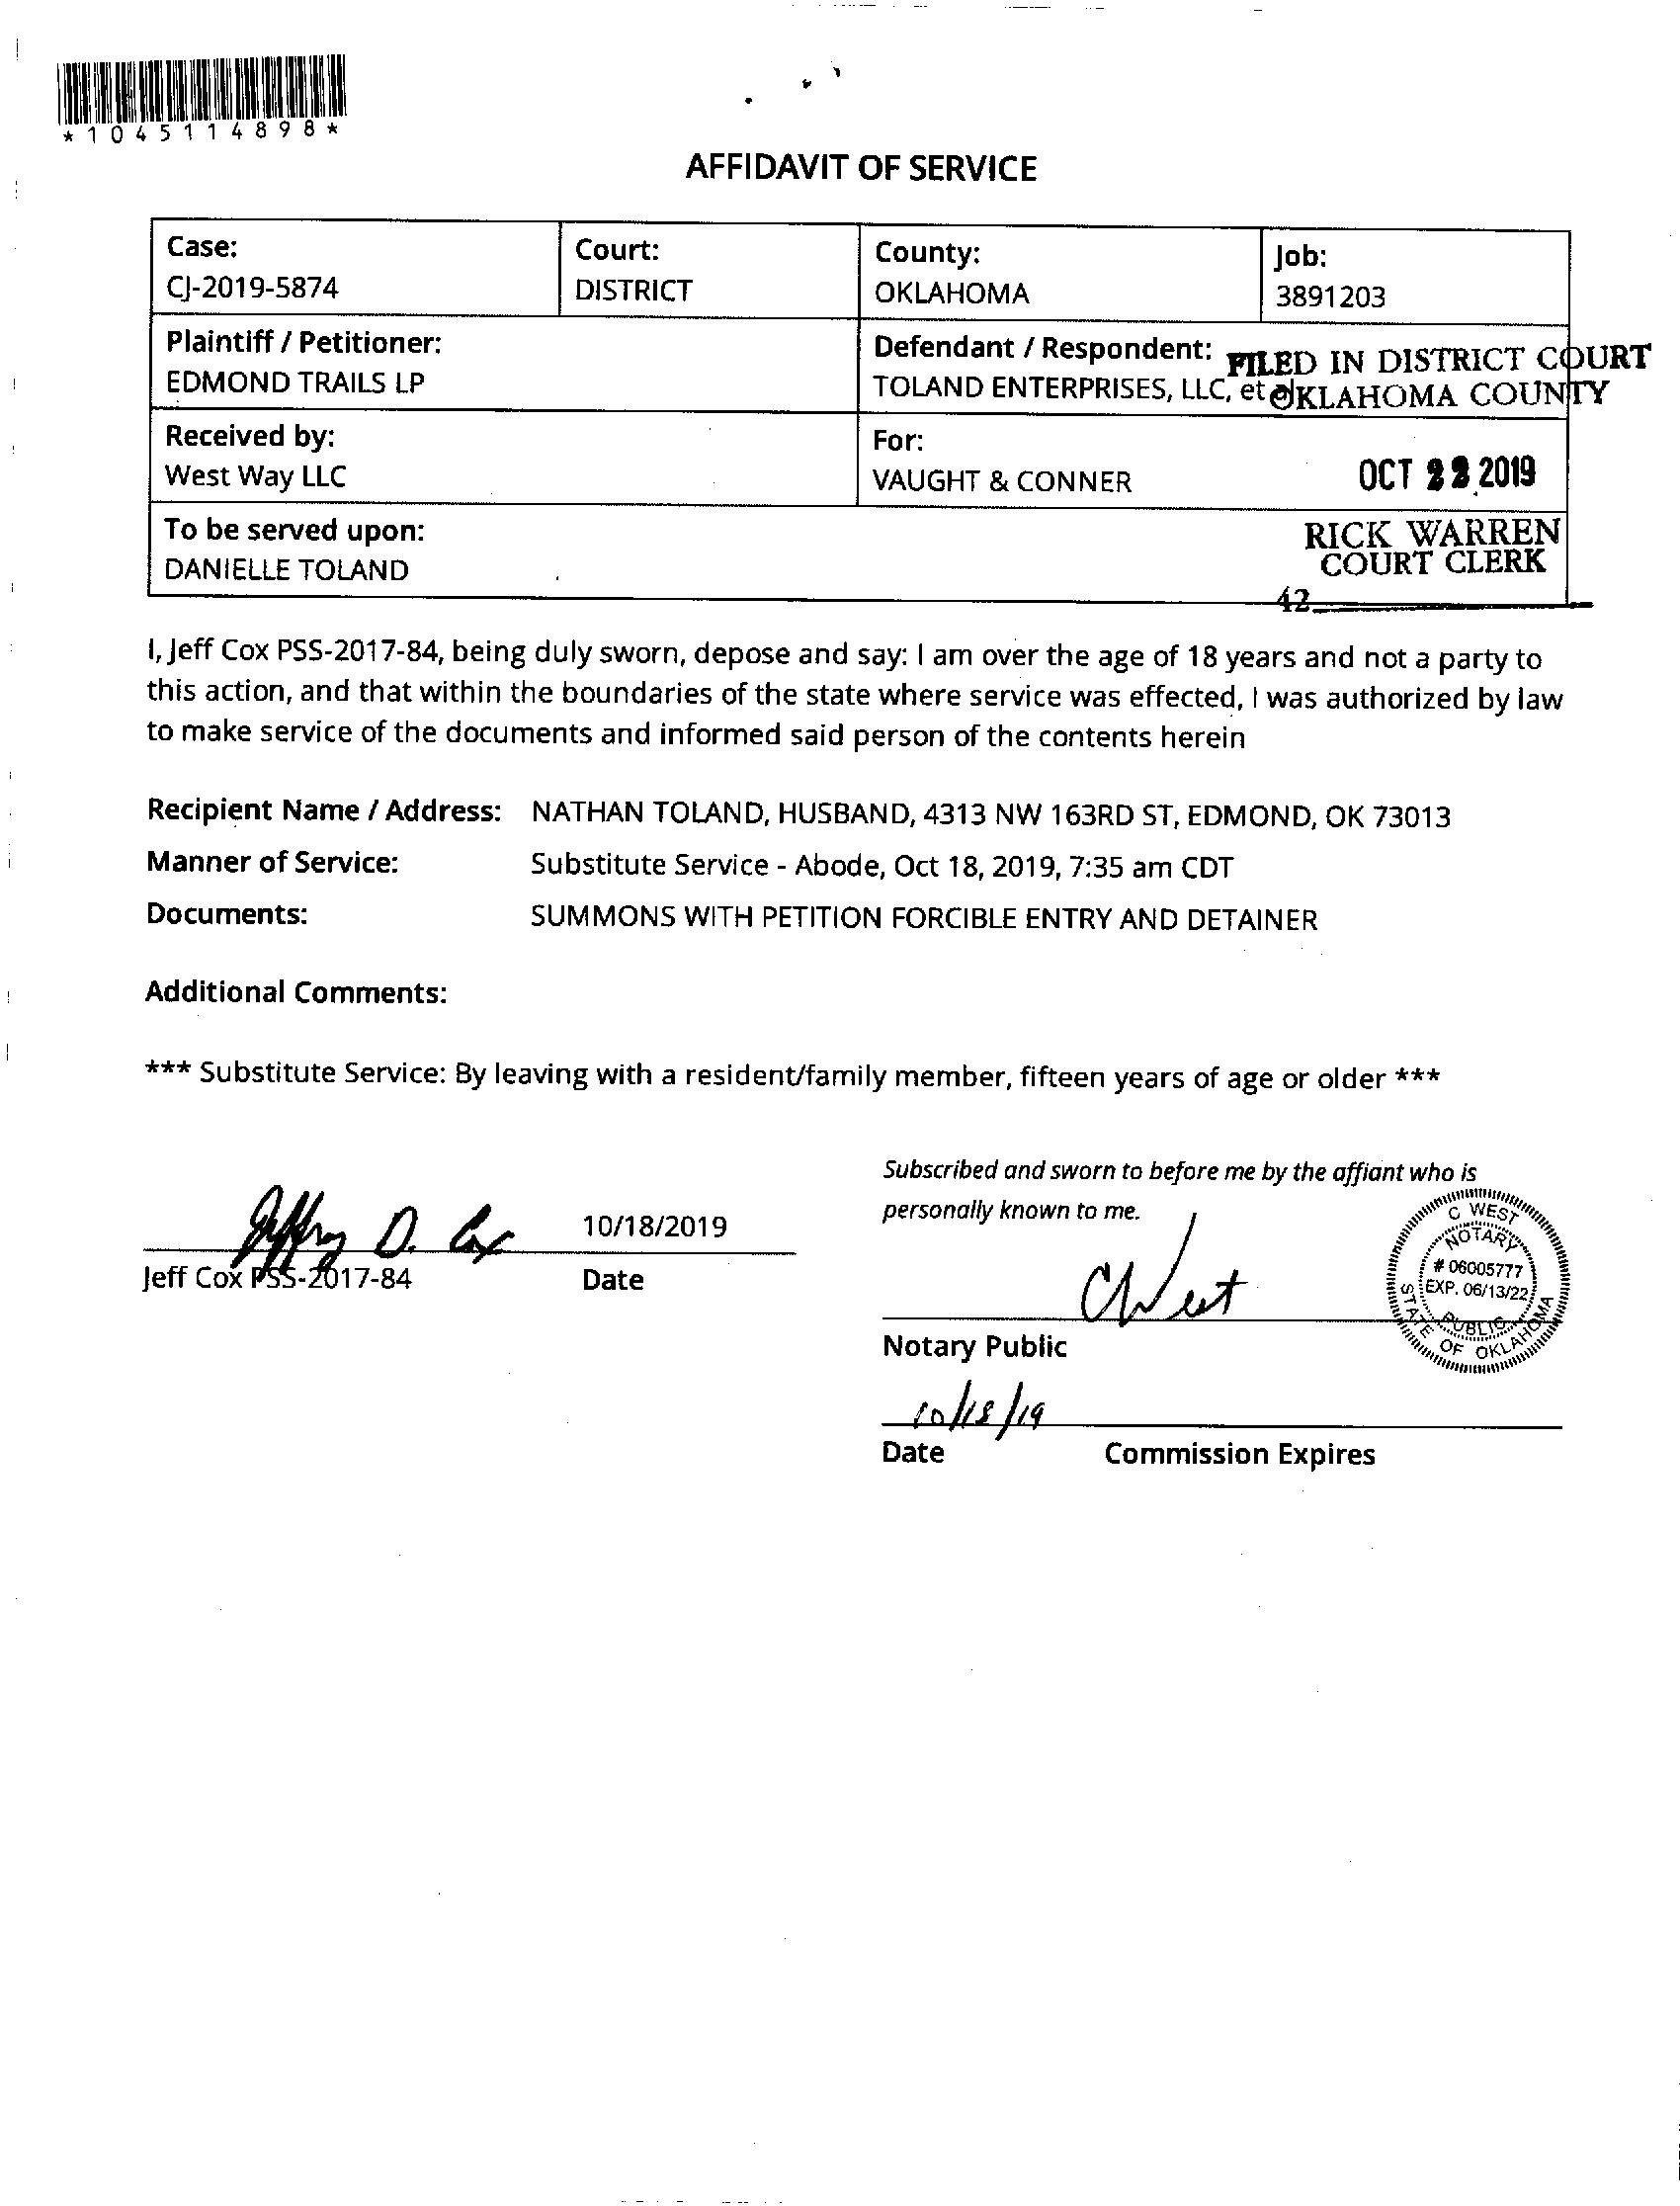 *1045114898*
AFFIDAVIT OF SERVICE
Case:
CJ-2019-5874
Court:
DISTRICT
County:
OKLAHOMA
Job:
3891203
Plaintiff / Petitioner:
EDMOND TRAILS LP
Defendant / Respondent:
TOLAND ENTERPRISES, LLC, et
FILED IN DISTRICT COURT
OKLAHOMA COUNTY
Received by:
West Way LLC
For:
VAUGHT & CONNER
OCT 22 2019
To be served upon:
DANIELLE TOLAND
RICK WARREN
COURT CLERK
42
I, Jeff Cox PSS-2017-84, being duly sworn, depose and say: I am over the age of 18 years and not a party to
this action, and that within the boundaries of the state where service was effected, I was authorized by law
to make service of the documents and informed said person of the contents herein
Recipient Name / Address: NATHAN TOLAND, HUSBAND, 4313 NW 163RD ST, EDMOND, OK 73013
Manner of Service: Substitute Service - Abode, Oct 18, 2019, 7:35 am CDT
Documents: SUMMONS WITH PETITION FORCIBLE ENTRY AND DETAINER
Additional Comments:
*** Substitute Service: By leaving with a resident/family member, fifteen years of age or older ***
Jeffrey D. Cox
10/18/2019
Jeff Cox PSS-2017-84
Date
Subscribed and sworn to before me by the affiant who is
personally known to me.
C West
Notary Public
C WEST
NOTARY
# 06005777
EXP. 06/13/22
PUBLIC
STATE OF OKLAHOMA
10/18/19
Date
Commission Expires